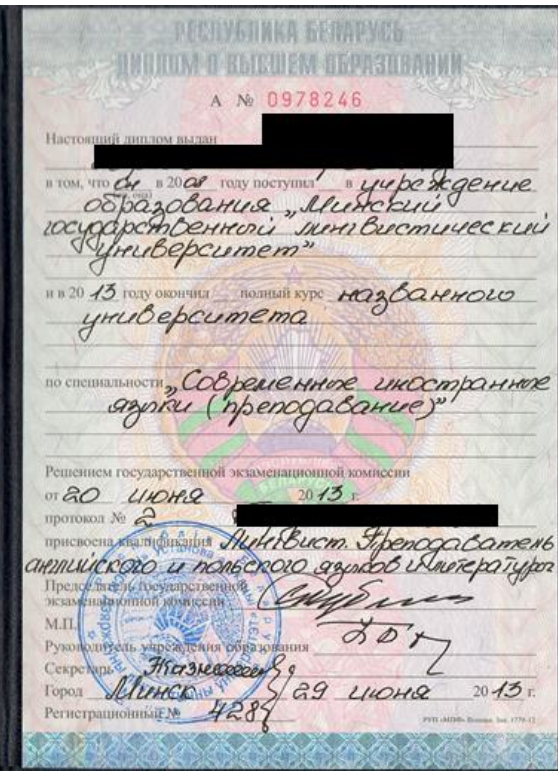 РЕСПУБЛИКА БЕЛАРУСЬ
ДИПЛОМ О ВЫСШЕМ ОБРАЗОВАНИИ
А № 0978246
Настоящий диплом выдан
в том, что он в 2008 году поступил в учреждение
образования „Минский
государственный лингвистический
университет"
и в 2013 году окончил полный курс названного
университета
по специальности „Современные иностранные
языки (преподавание)"
Решением государственной экзаменационной комиссии
от 20 июня 2013 г.
протокол № 2
присвоена квалификация Лингвист. Преподаватель
английского и польского языков и литератур
Председатель Государственной
экзаменационной комиссии
М.П.
Руководитель учреждения образования
Секретарь
Город Минск 29 июня 2013 г.
Регистрационный № 428